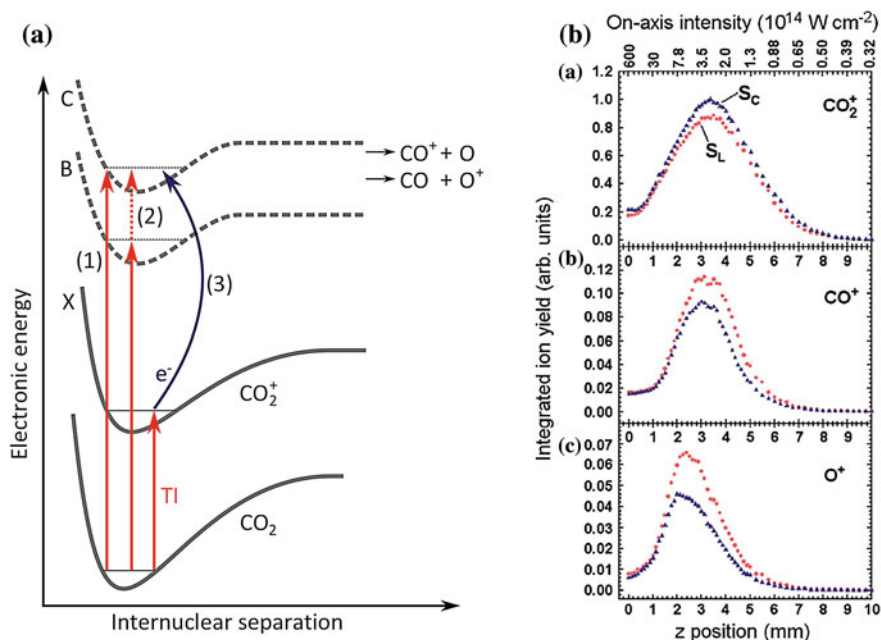 (a)
C
B
X
(1)
(2)
(3)
→ CO⁺ + O
→ CO + O⁺
e⁻
CO₂⁺
TI
CO₂
Electronic energy
Internuclear separation
(b)
On-axis intensity (10¹⁴ W cm⁻²)
600 30 7.8 3.5 2.0 1.3 0.88 0.65 0.50 0.39 0.32
(a)
1.2
1.0
0.8
0.6
0.4
0.2
0.0
S_C
S_L
CO₂⁺
0 1 2 3 4 5 6 7 8 9
(b)
0.12
0.10
0.08
0.06
0.04
0.02
0.00
CO⁺
0 1 2 3 4 5 6 7 8 9
(c)
0.07
0.06
0.05
0.04
0.03
0.02
0.01
0.00
O⁺
0 1 2 3 4 5 6 7 8 9 10
Integrated ion yield (arb. units)
z position (mm)